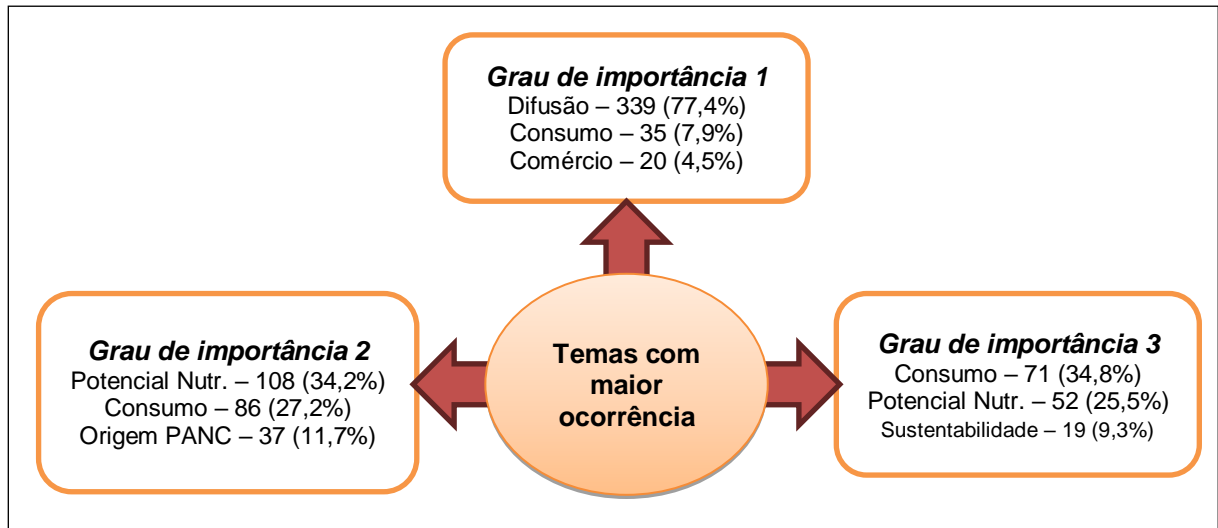 Grau de importância 1
Difusão – 339 (77,4%)
Consumo – 35 (7,9%)
Comércio – 20 (4,5%)
Grau de importância 2
Potencial Nutr. – 108 (34,2%)
Consumo – 86 (27,2%)
Origem PANC – 37 (11,7%)
Temas com
maior
ocorrência
Grau de importância 3
Consumo – 71 (34,8%)
Potencial Nutr. – 52 (25,5%)
Sustentabilidade – 19 (9,3%)